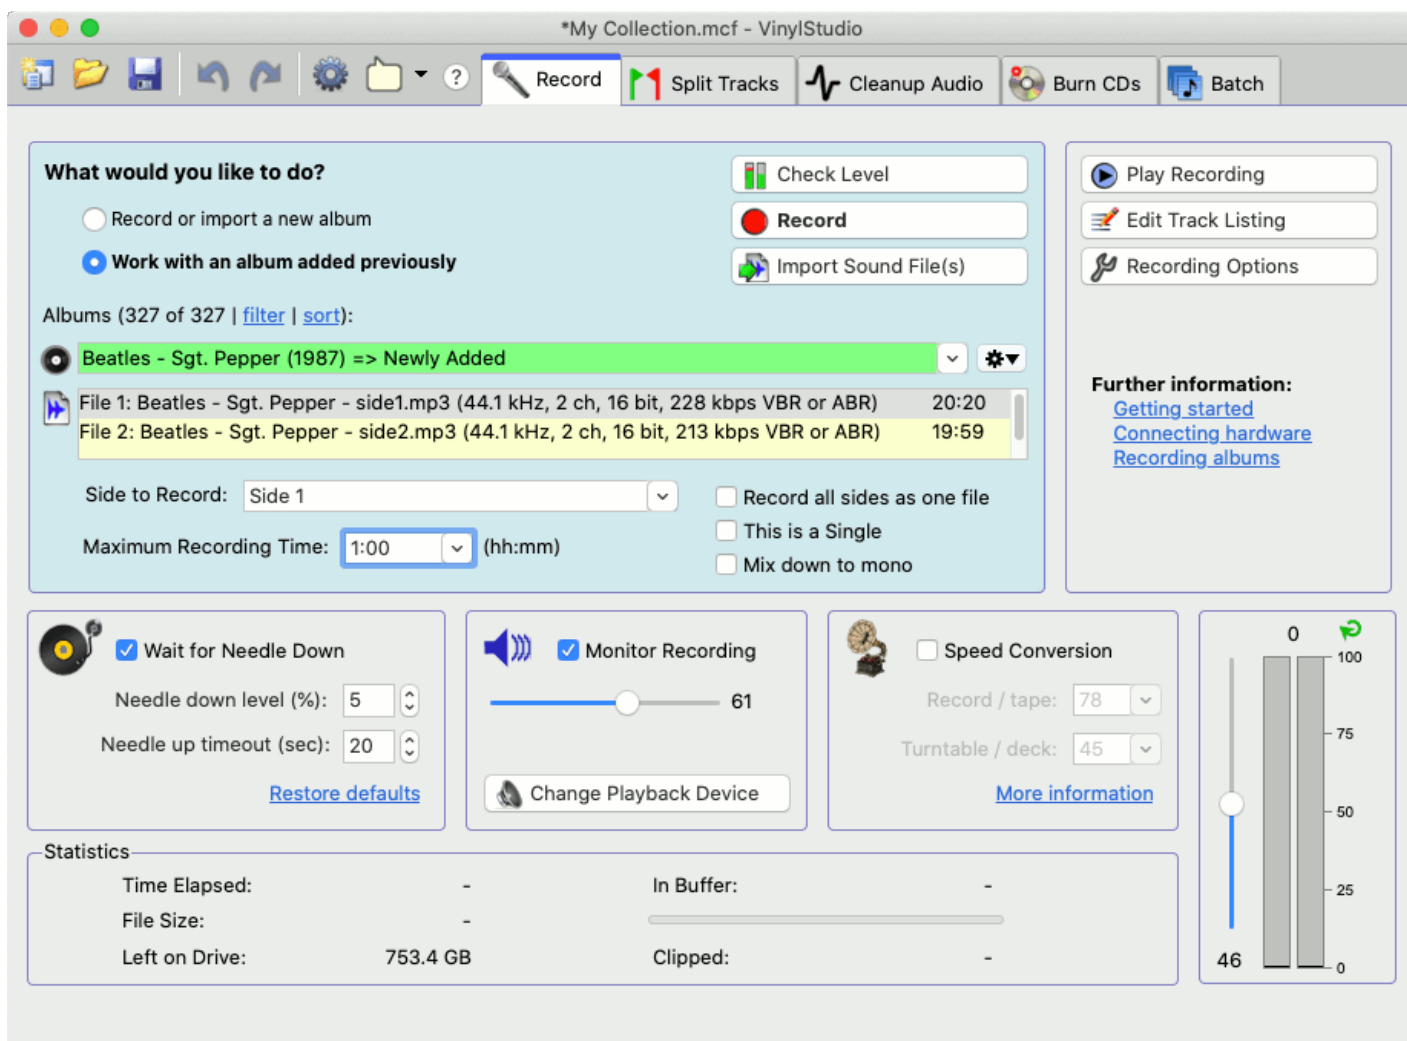 *My Collection.mcf - VinylStudio
?
Record
Split Tracks
Cleanup Audio
Burn CDs
Batch
What would you like to do?
Record or import a new album
Work with an album added previously
Check Level
Record
Import Sound File(s)
Albums (327 of 327 | filter | sort):
Beatles - Sgt. Pepper (1987) => Newly Added
File 1: Beatles - Sgt. Pepper - side1.mp3 (44.1 kHz, 2 ch, 16 bit, 228 kbps VBR or ABR) 20:20
File 2: Beatles - Sgt. Pepper - side2.mp3 (44.1 kHz, 2 ch, 16 bit, 213 kbps VBR or ABR) 19:59
Side to Record: Side 1
Maximum Recording Time: 1:00 (hh:mm)
Record all sides as one file
This is a Single
Mix down to mono
Play Recording
Edit Track Listing
Recording Options
Further information:
Getting started
Connecting hardware
Recording albums
Wait for Needle Down
Needle down level (%): 5
Needle up timeout (sec): 20
Restore defaults
Monitor Recording
61
Change Playback Device
Speed Conversion
Record / tape: 78
Turntable / deck: 45
More information
0
100
75
50
25
0
46
Statistics
Time Elapsed: -
File Size: -
Left on Drive: 753.4 GB
In Buffer: -
Clipped: -